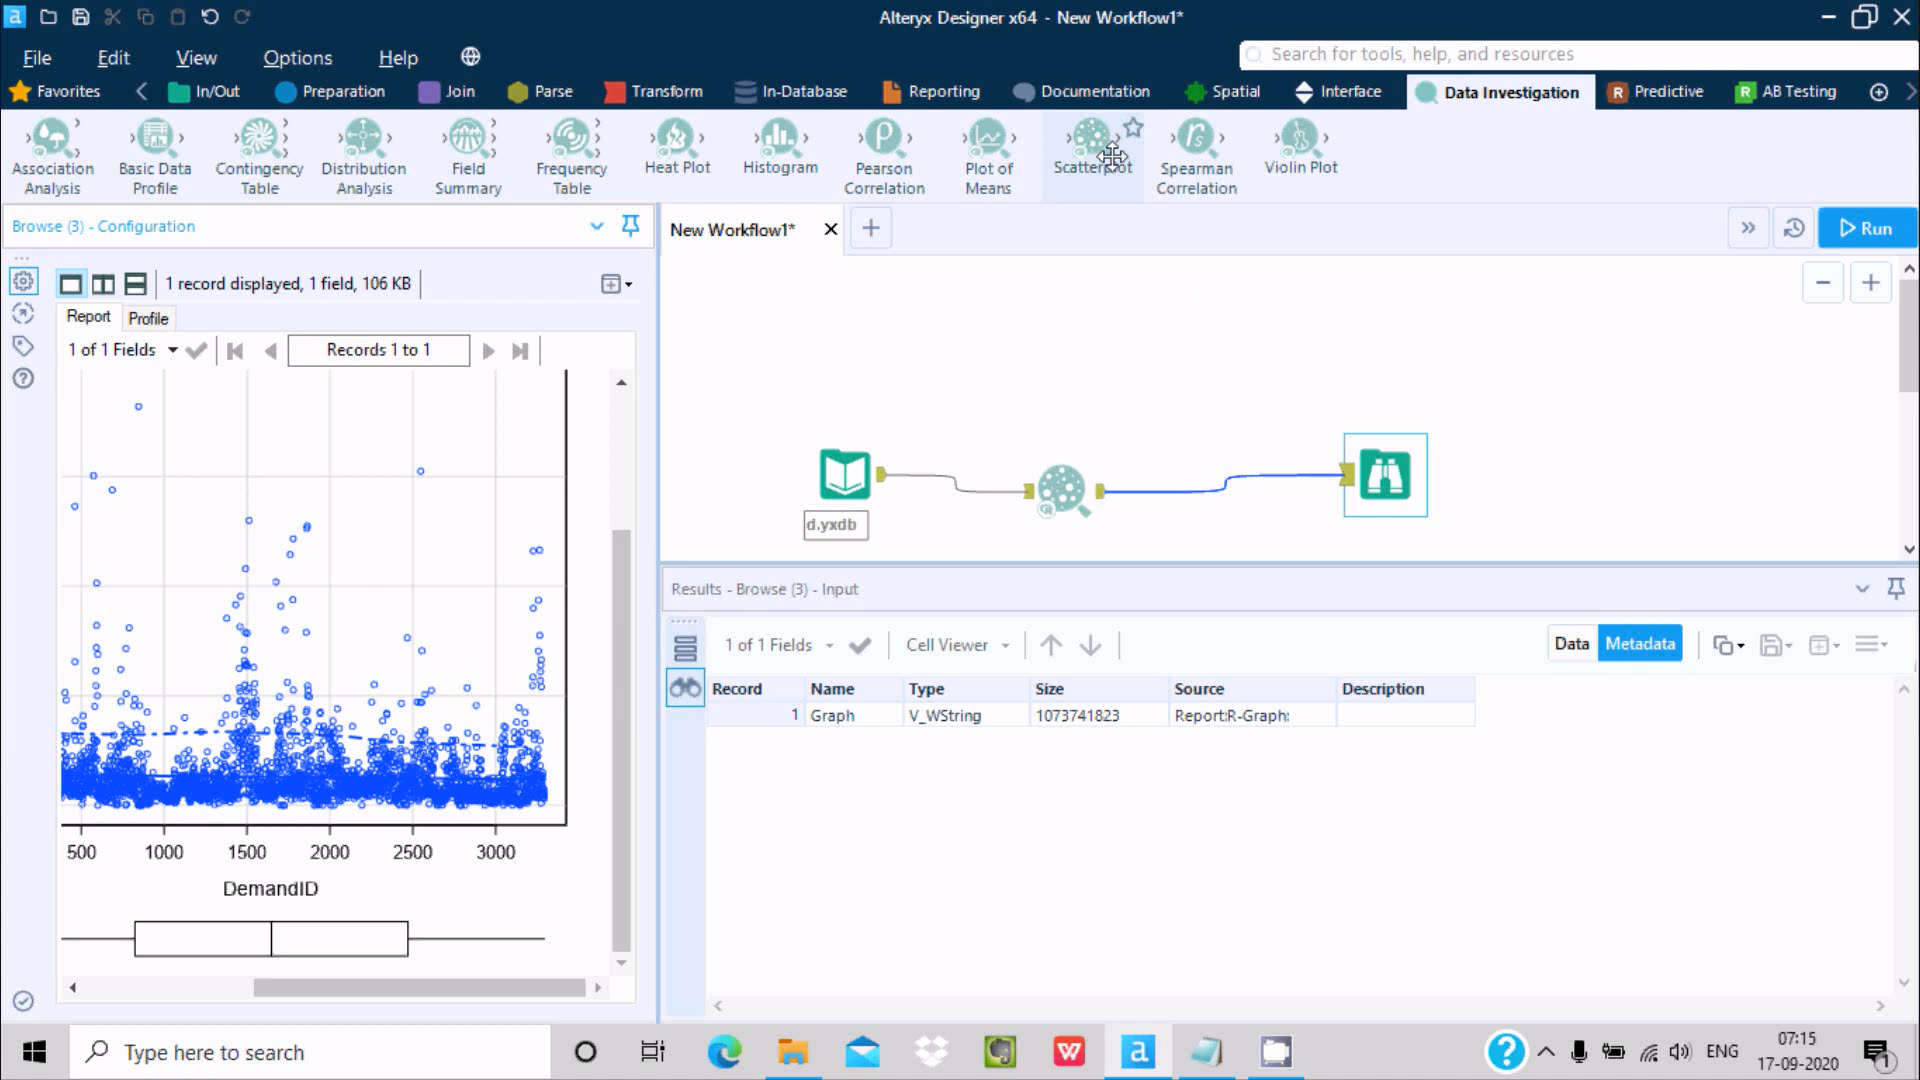 Alteryx Designer x64 - New Workflow1*
File Edit View Options Help
Search for tools, help, and resources
Favorites In/Out Preparation Join Parse Transform In-Database Reporting Documentation Spatial Interface Data Investigation Predictive AB Testing
Association Analysis
Basic Data Profile
Contingency Table
Distribution Analysis
Field Summary
Frequency Table
Heat Plot
Histogram
Pearson Correlation
Plot of Means
Scatterplot
Spearman Correlation
Violin Plot
Browse (3) - Configuration
New Workflow1*
Run
1 record displayed, 1 field, 106 KB
Report Profile
1 of 1 Fields Records 1 to 1
500 1000 1500 2000 2500 3000
DemandID
d.yxdb
Results - Browse (3) - Input
1 of 1 Fields Cell Viewer Data Metadata
Record Name Type Size Source Description
1 Graph V_WString 1073741823 Report:R-Graph:
Type here to search
ENG
07:15
17-09-2020
1